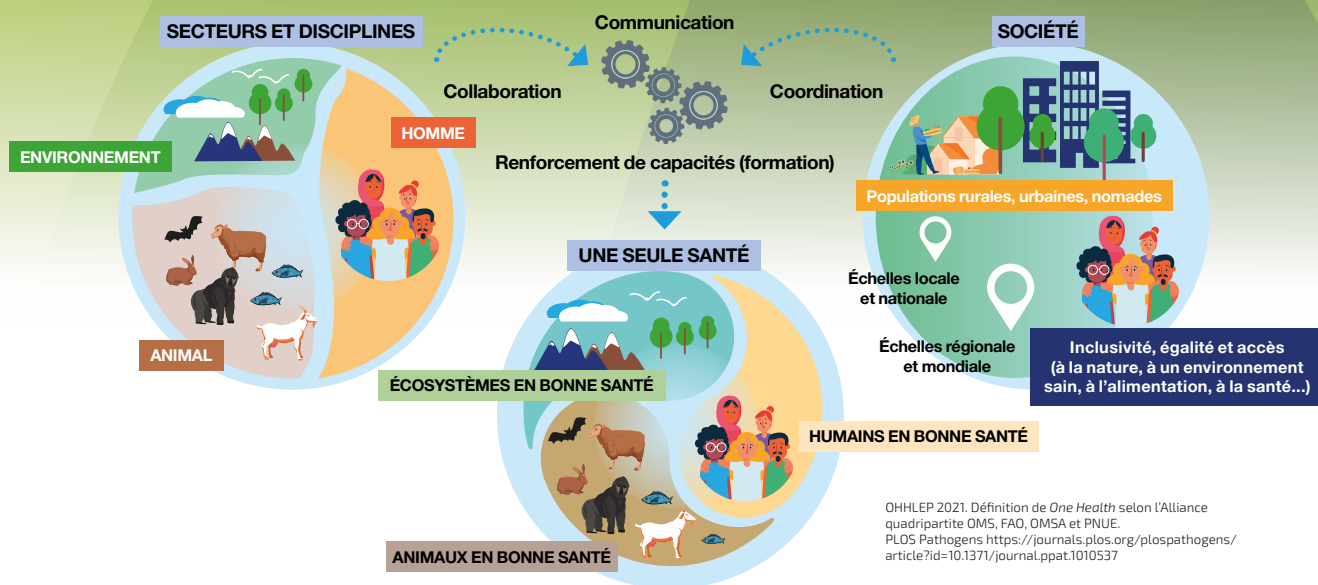 SECTEURS ET DISCIPLINES
ENVIRONNEMENT
HOMME
ANIMAL
Communication
Collaboration
Coordination
Renforcement de capacités (formation)
SOCIÉTÉ
Populations rurales, urbaines, nomades
Échelles locale
et nationale
Échelles régionale
et mondiale
Inclusivité, égalité et accès
(à la nature, à un environnement
sain, à l'alimentation, à la santé...)
UNE SEULE SANTÉ
ÉCOSYSTÈMES EN BONNE SANTÉ
HUMAINS EN BONNE SANTÉ
ANIMAUX EN BONNE SANTÉ
OHHLEP 2021. Définition de One Health selon l'Alliance
quadripartite OMS, FAO, OMSA et PNUE.
PLOS Pathogens https://journals.plos.org/plospathogens/
article?id=10.1371/journal.ppat.1010537